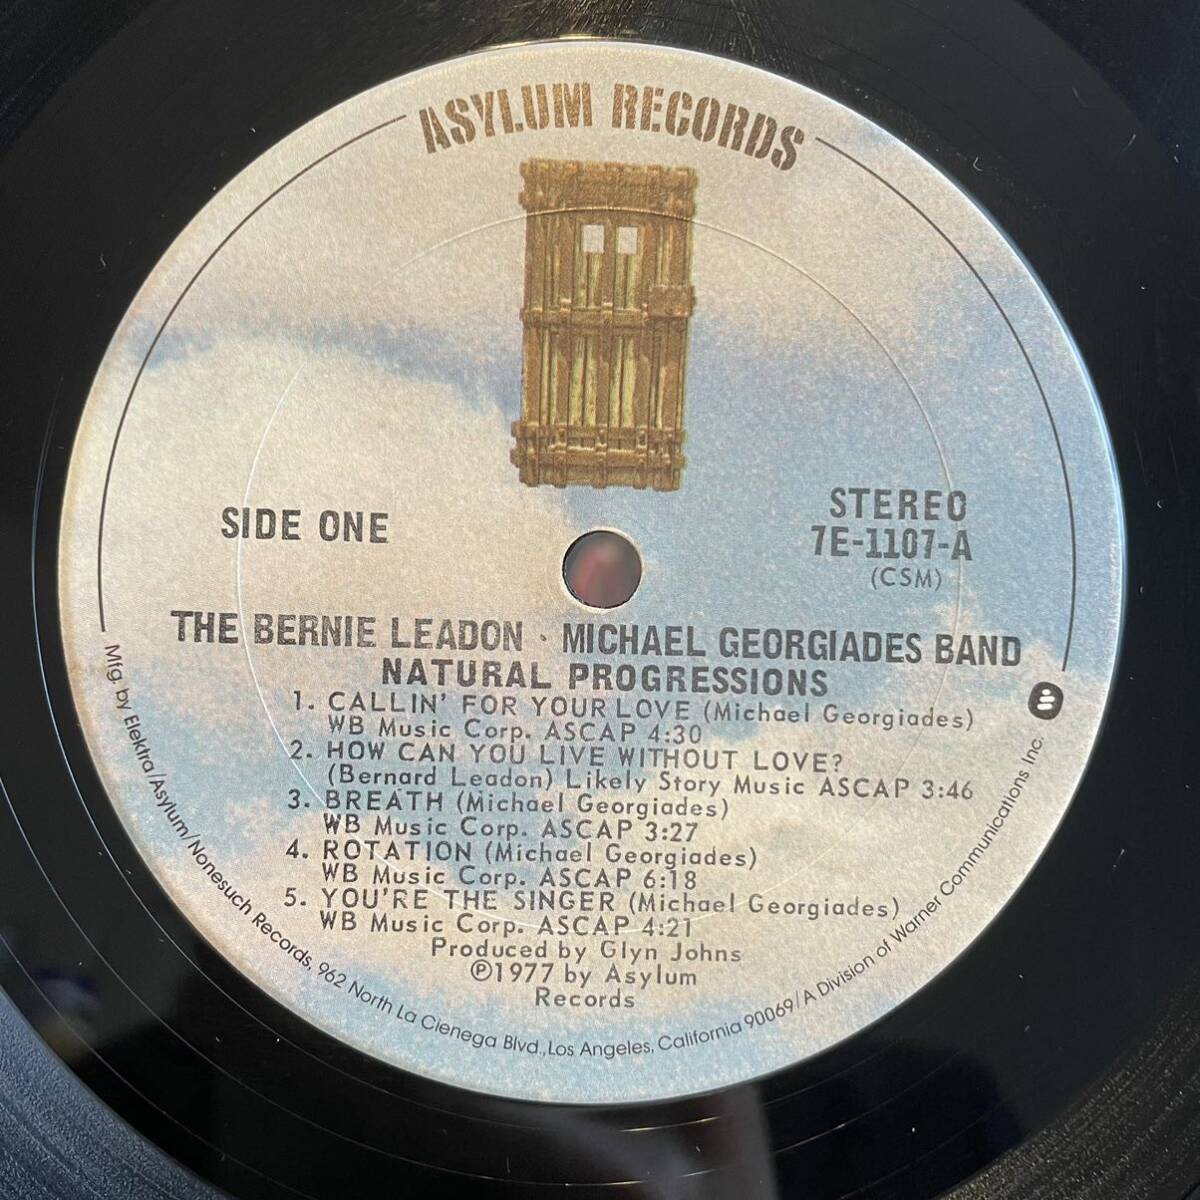 ASYLUM RECORDS
SIDE ONE
STEREO
7E-1107-A
(CSM)
THE BERNIE LEADON · MICHAEL GEORGIADES BAND
NATURAL PROGRESSIONS
1. CALLIN' FOR YOUR LOVE (Michael Georgiades)
WB Music Corp. ASCAP 4:30
2. HOW CAN YOU LIVE WITHOUT LOVE?
(Bernard Leadon) Likely Story Music ASCAP 3:46
3. BREATH (Michael Georgiades)
WB Music Corp. ASCAP 3:27
4. ROTATION (Michael Georgiades)
WB Music Corp. ASCAP 6:18
5. YOU'RE THE SINGER (Michael Georgiades)
WB Music Corp. ASCAP 4:21
Produced by Glyn Johns
℗1977 by Asylum
Records
Mfg. by Elektra/Asylum/Nonesuch Records, 962 North La Cienega Blvd., Los Angeles, California 90069/A Division of Warner Communications Inc.